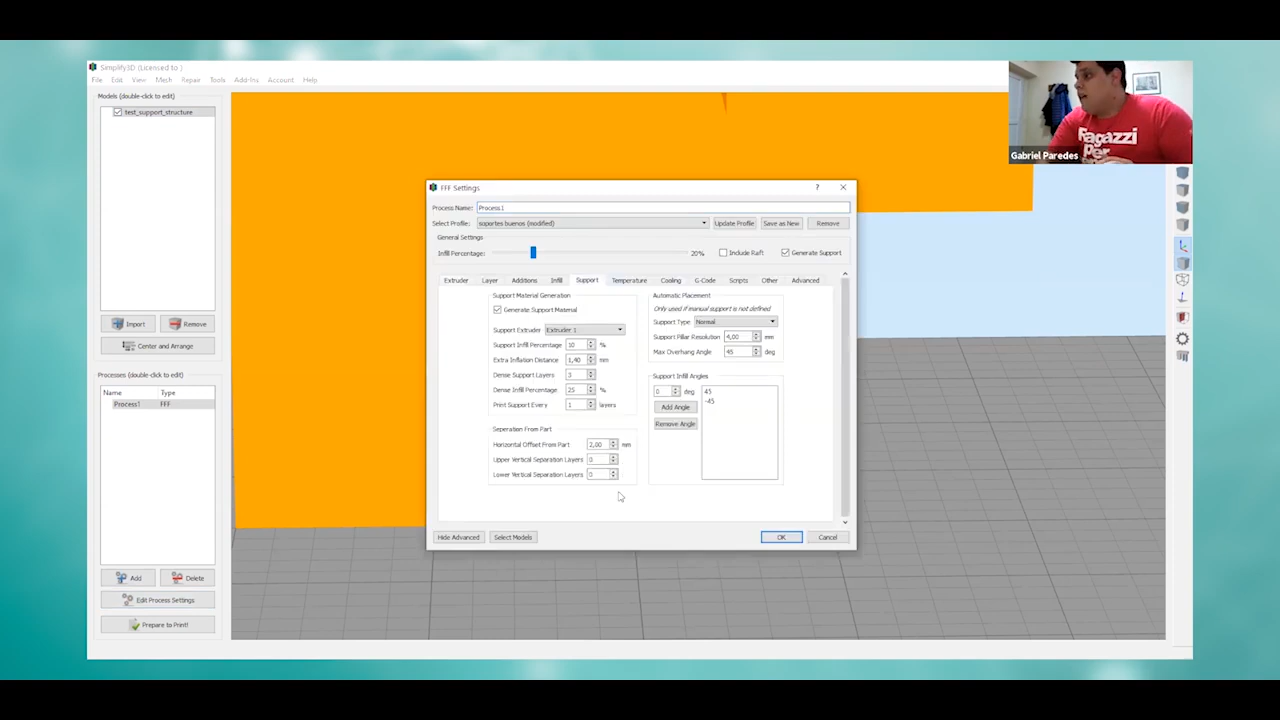 Simplify3D (Licensed to )
File Edit View Mesh Repair Tools Add-Ins Account Help
Models (double-click to edit)
test_support_structure
Import Remove
Center and Arrange
Processes (double-click to edit)
Name Type
Process1 FFF
Add Delete
Edit Process Settings
Prepare to Print!
FFF Settings
? ×
Process Name: Process1
Select Profile: soportes buenos (modified) Update Profile Save as New Remove
General Settings
Infill Percentage: 20% Include Raft Generate Support
Extruder Layer Additions Infill Support Temperature Cooling G-Code Scripts Other Advanced
Support Material Generation
Generate Support Material
Support Extruder Extruder 1
Support Infill Percentage 10 %
Extra Inflation Distance 1,40 mm
Dense Support Layers 3
Dense Infill Percentage 25 %
Print Support Every 1 layers
Seperation From Part
Horizontal Offset From Part 2,00 mm
Upper Vertical Separation Layers 0
Lower Vertical Separation Layers 0
Automatic Placement
Only used if manual support is not defined
Support Type Normal
Support Pillar Resolution 4,00 mm
Max Overhang Angle 45 deg
Support Infill Angles
0 deg
Add Angle
Remove Angle
45
-45
Hide Advanced Select Models OK Cancel
Ragazzi
Per
Gabriel Paredes